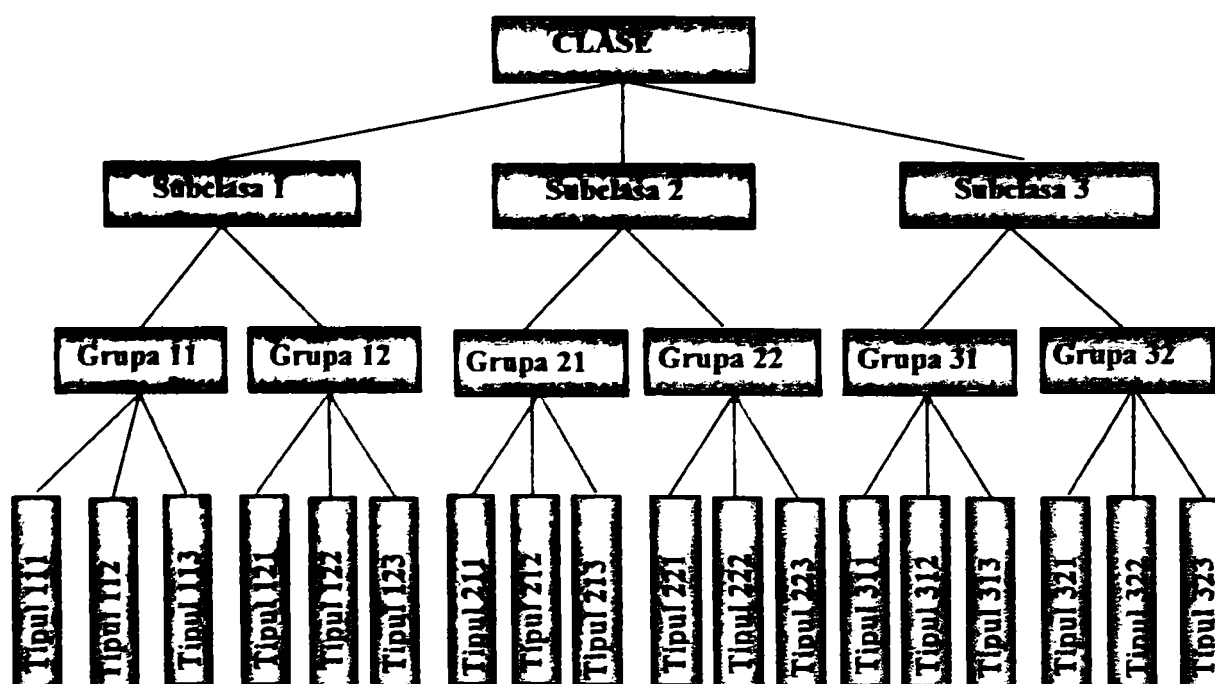 CLASE
Subclasa 1
Subclasa 2
Subclasa 3
Grupa 11
Grupa 12
Grupa 21
Grupa 22
Grupa 31
Grupa 32
Tipul 111
Tipul 112
Tipul 113
Tipul 121
Tipul 122
Tipul 123
Tipul 211
Tipul 212
Tipul 213
Tipul 221
Tipul 222
Tipul 223
Tipul 311
Tipul 312
Tipul 313
Tipul 321
Tipul 322
Tipul 323